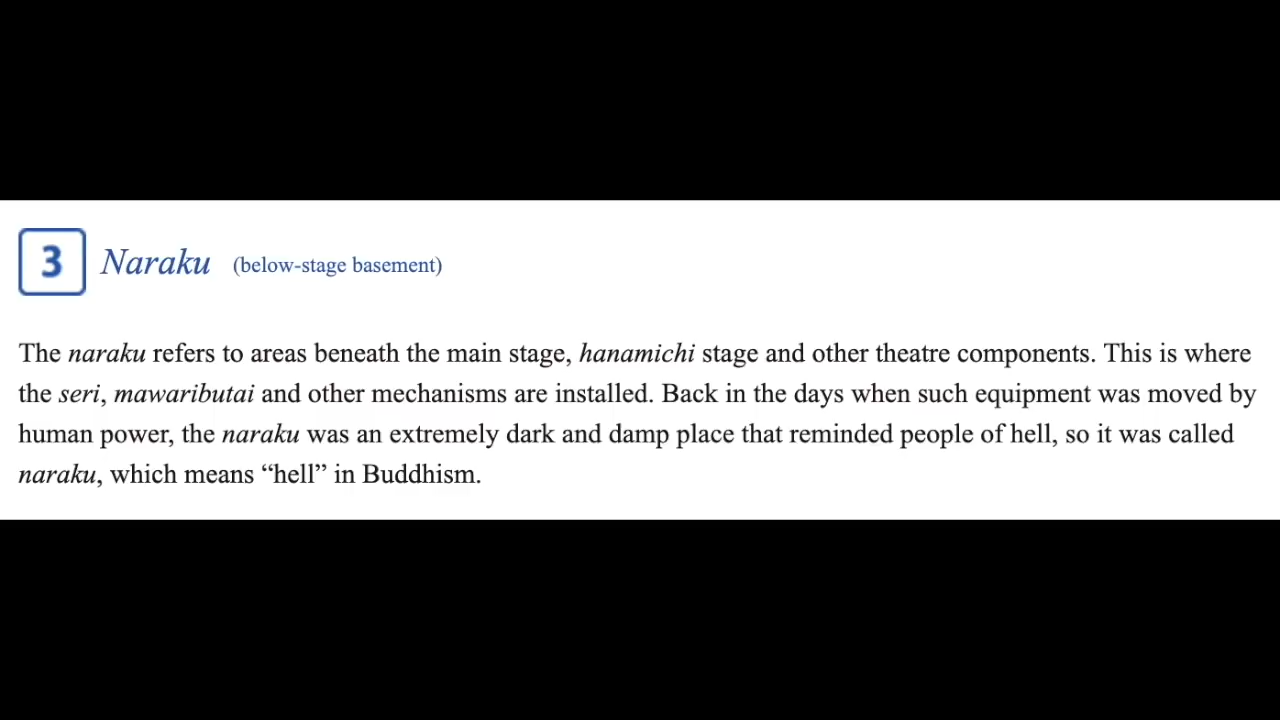 3 Naraku (below-stage basement)
The naraku refers to areas beneath the main stage, hanamichi stage and other theatre components. This is where
the seri, mawaributai and other mechanisms are installed. Back in the days when such equipment was moved by
human power, the naraku was an extremely dark and damp place that reminded people of hell, so it was called
naraku, which means “hell” in Buddhism.